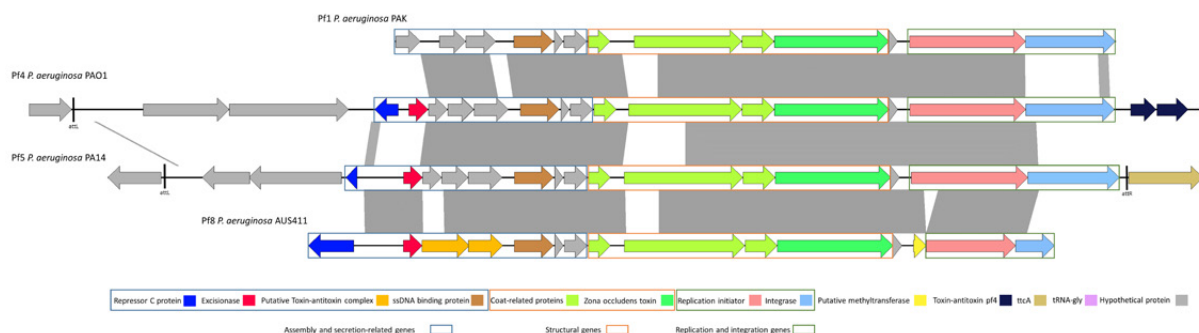 Pf1 P. aeruginosa PAK
Pf4 P. aeruginosa PAO1
attL
Pf5 P. aeruginosa PA14
attL
attR
Pf8 P. aeruginosa AUS411
Repressor C protein Excisionase Putative Toxin-antitoxin complex ssDNA binding protein Coat-related proteins Zona occludens toxin Replication initiator Integrase Putative methyltransferase Toxin-antitoxin pf4 ttcA tRNA-gly Hypothetical protein
Assembly and secretion-related genes Structural genes Replication and integration genes